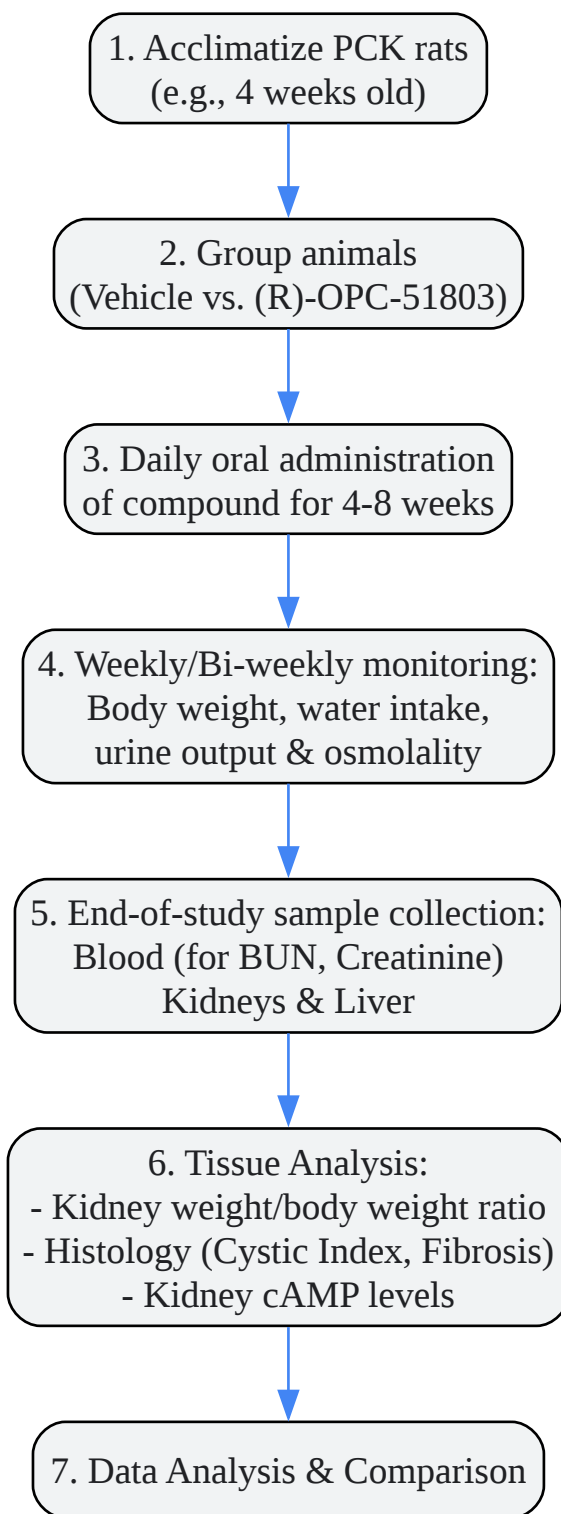 1. Acclimatize PCK rats
(e.g., 4 weeks old)
2. Group animals
(Vehicle vs. (R)-OPC-51803)
3. Daily oral administration
of compound for 4-8 weeks
4. Weekly/Bi-weekly monitoring:
Body weight, water intake,
urine output & osmolality
5. End-of-study sample collection:
Blood (for BUN, Creatinine)
Kidneys & Liver
6. Tissue Analysis:
- Kidney weight/body weight ratio
- Histology (Cystic Index, Fibrosis)
- Kidney cAMP levels
7. Data Analysis & Comparison